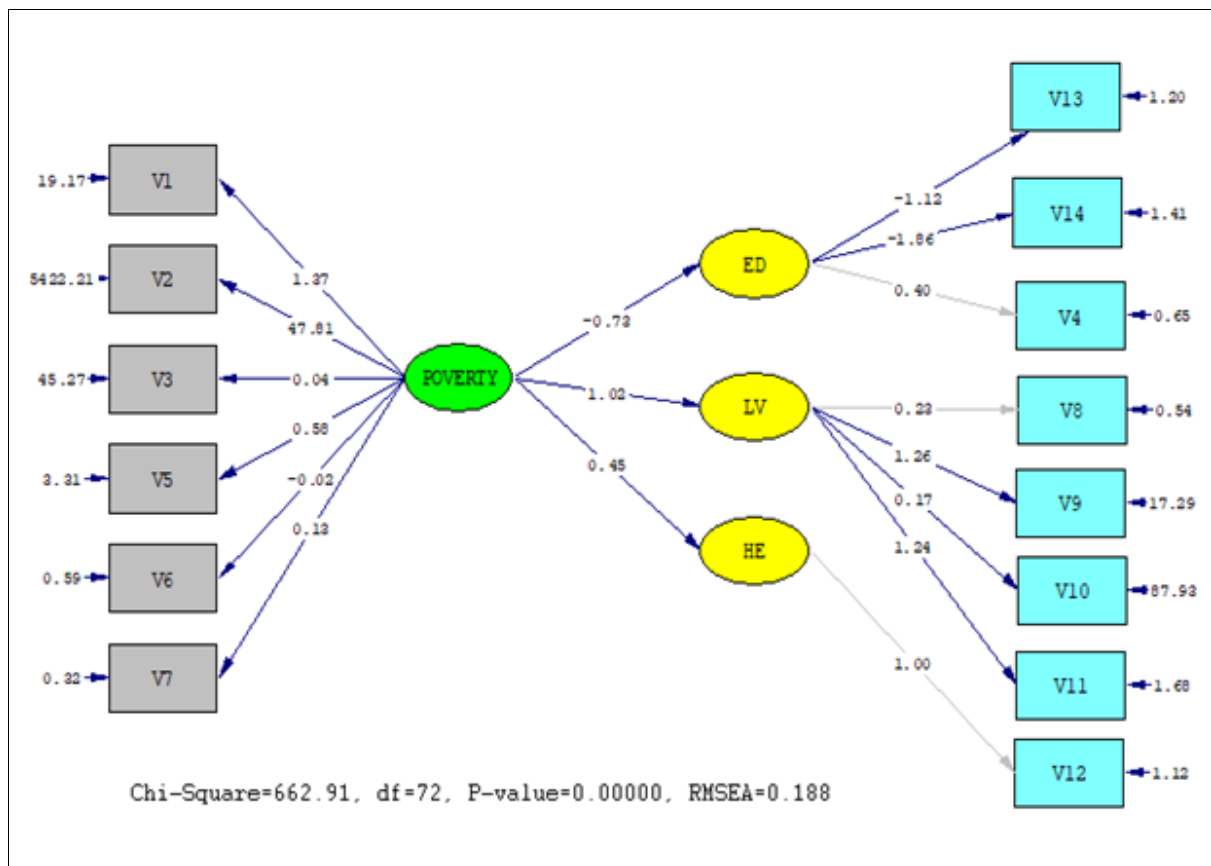 V13
1.20
19.17
V1
-1.12
V14
1.41
-1.86
5422.21
V2
1.37
ED
0.40
V4
0.65
47.81
-0.73
45.27
V3
0.04
POVERTY
1.02
LV
0.23
V8
0.54
0.58
1.26
3.31
V5
-0.02
0.45
0.17
V9
17.29
0.13
1.24
0.59
V6
HE
V10
87.93
0.32
V7
1.00
V11
1.68
V12
1.12
Chi-Square=662.91, df=72, P-value=0.00000, RMSEA=0.188